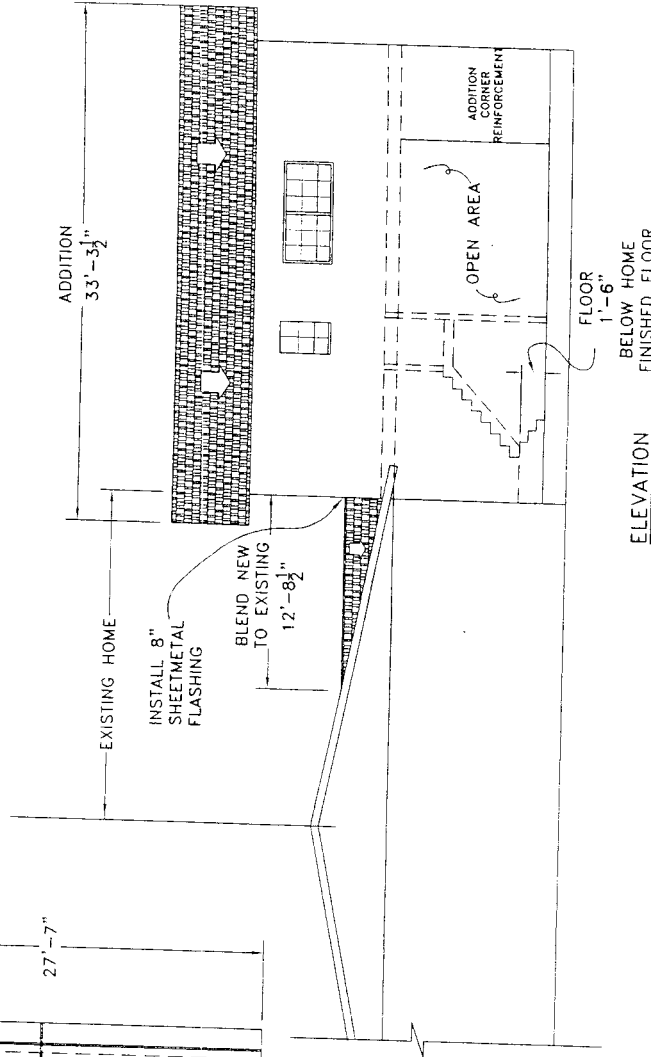 ADDITION
33'-3½"
EXISTING HOME
INSTALL 8"
SHEETMETAL
FLASHING
BLEND NEW
TO EXISTING
12'-8½"
27'-7"
ADDITION
CORNER
REINFORCEMENT
OPEN AREA
FLOOR
1'-6"
BELOW HOME
FINISHED FLOOR
ELEVATION